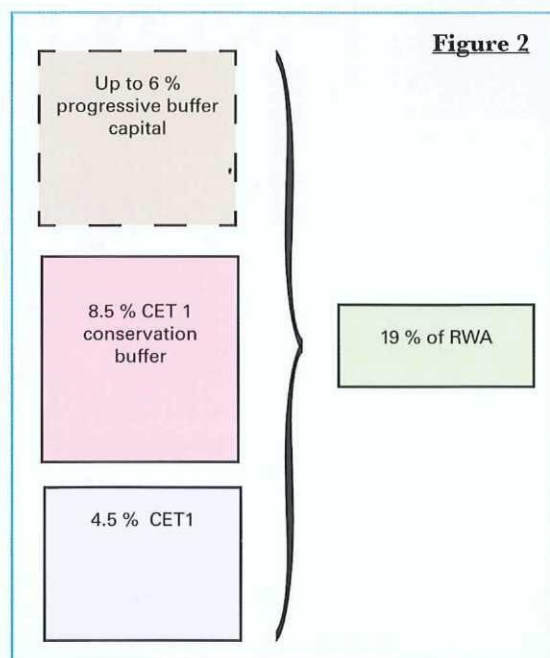 Figure 2
Up to 6 %
progressive buffer
capital
8.5 % CET 1
conservation
buffer
19 % of RWA
4.5 % CET1